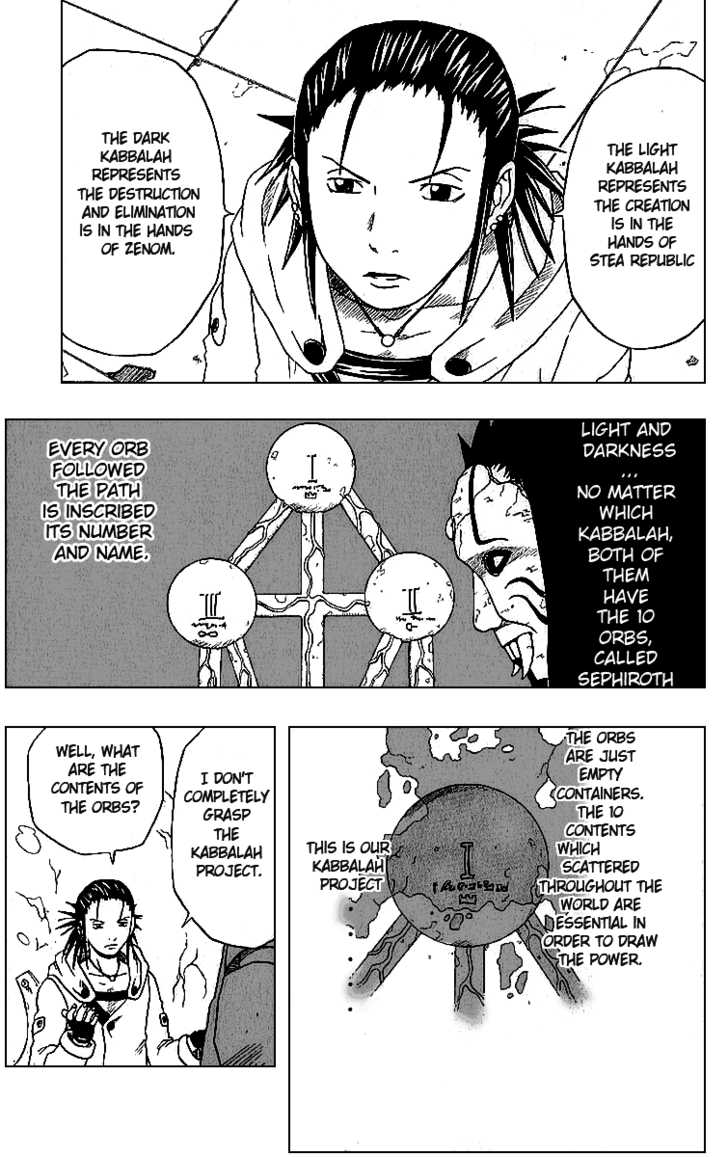 THE LIGHT
KABBALAH
REPRESENTS
THE CREATION
IS IN THE
HANDS OF
STEA REPUBLIC
THE DARK
KABBALAH
REPRESENTS
THE DESTRUCTION
AND ELIMINATION
IS IN THE HANDS
OF ZENOM.
LIGHT AND
DARKNESS
...
NO MATTER
WHICH
KABBALAH,
BOTH OF
THEM
HAVE
THE 10
ORBS,
CALLED
SEPHIROTH
EVERY ORB
FOLLOWED
THE PATH
IS INSCRIBED
ITS NUMBER
AND NAME.
I
II
III
THE ORBS
ARE JUST
EMPTY
CONTAINERS.
THE 10
CONTENTS
WHICH
SCATTERED
THROUGHOUT THE
WORLD ARE
ESSENTIAL IN
ORDER TO DRAW
THE POWER.
I
THIS IS OUR
KABBALAH
PROJECT
I DON'T
COMPLETELY
GRASP
THE
KABBALAH
PROJECT.
WELL, WHAT
ARE THE
CONTENTS OF
THE ORBS?